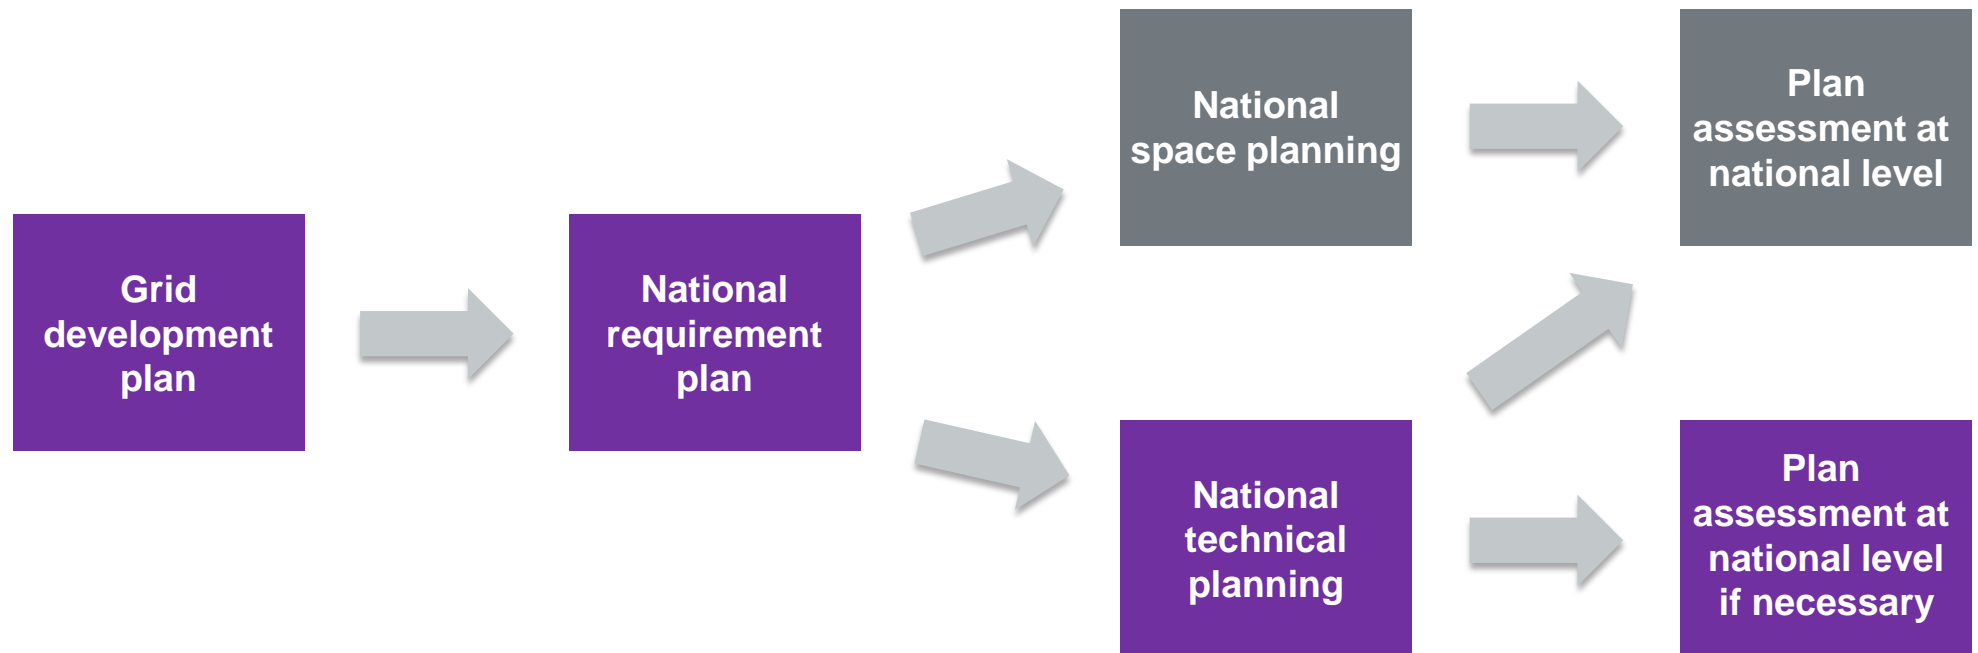 Grid
development
plan
National
requirement
plan
National
space planning
Plan
assessment at
national level
National
technical
planning
Plan
assessment at
national level
if necessary